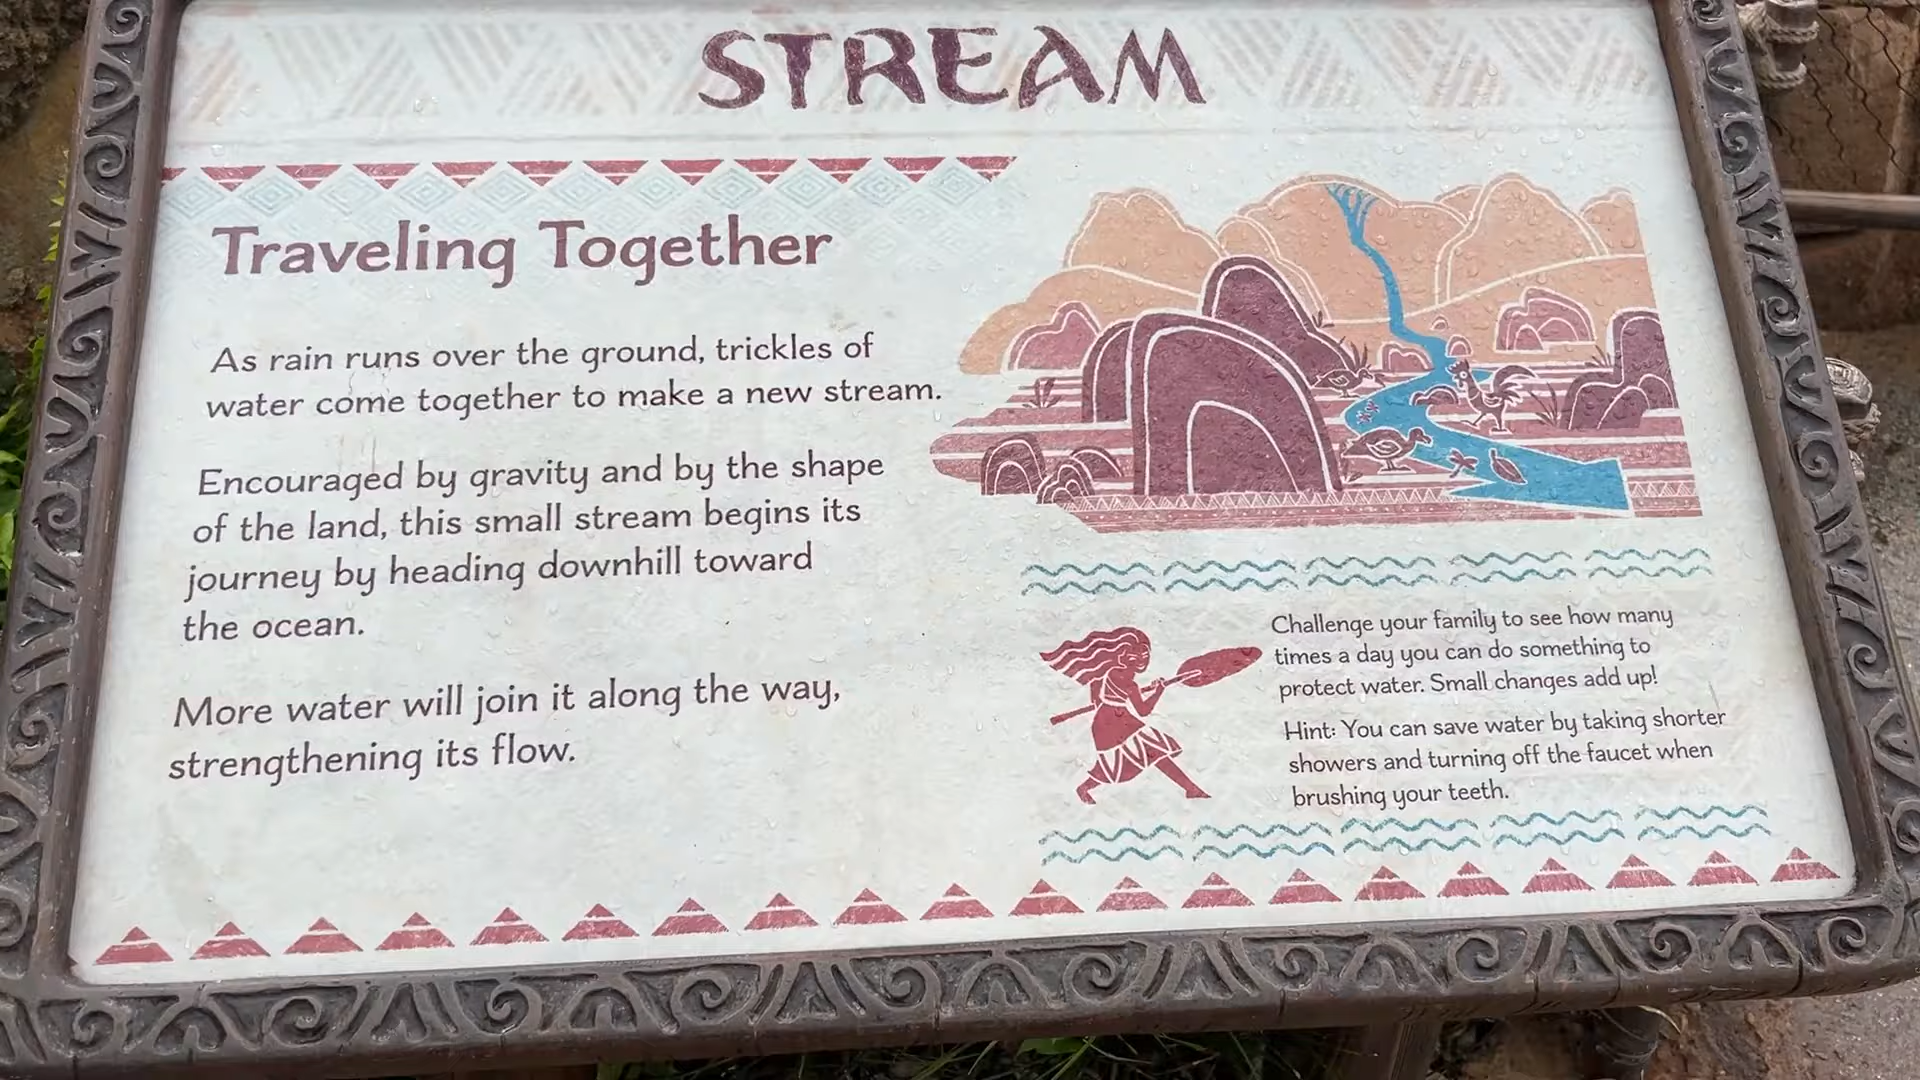 STREAM
Traveling Together
As rain runs over the ground, trickles of
water come together to make a new stream.
Encouraged by gravity and by the shape
of the land, this small stream begins its
journey by heading downhill toward
the ocean.
More water will join it along the way,
strengthening its flow.
Challenge your family to see how many
times a day you can do something to
protect water. Small changes add up!
Hint: You can save water by taking shorter
showers and turning off the faucet when
brushing your teeth.